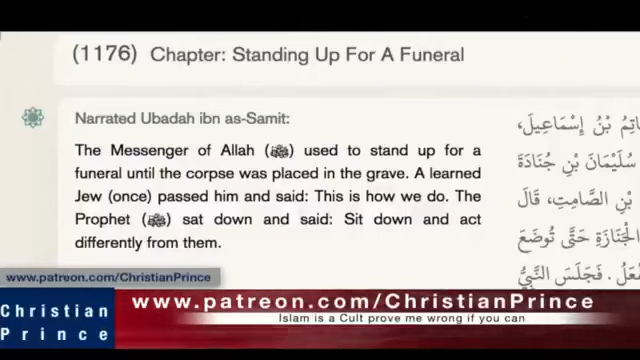 (1176) Chapter: Standing Up For A Funeral
Narrated Ubadah ibn as-Samit:
The Messenger of Allah (ﷺ) used to stand up for a
funeral until the corpse was placed in the grave. A learned
Jew (once) passed him and said: This is how we do. The
Prophet (ﷺ) sat down and said: Sit down and act
differently from them.
بْنُ إِسْمَاعِيلَ،
سُلَيْمَانَ بْنِ جُنَادَةَ
بْنِ الصَّامِتِ، قَالَ
الْجَنَازَةِ حَتَّى تُوضَعَ
فَجَلَسَ النَّبِيُّ
www.patreon.com/ChristianPrince
Christian
Prince
www.patreon.com/ChristianPrince
Islam is a Cult prove me wrong if you can